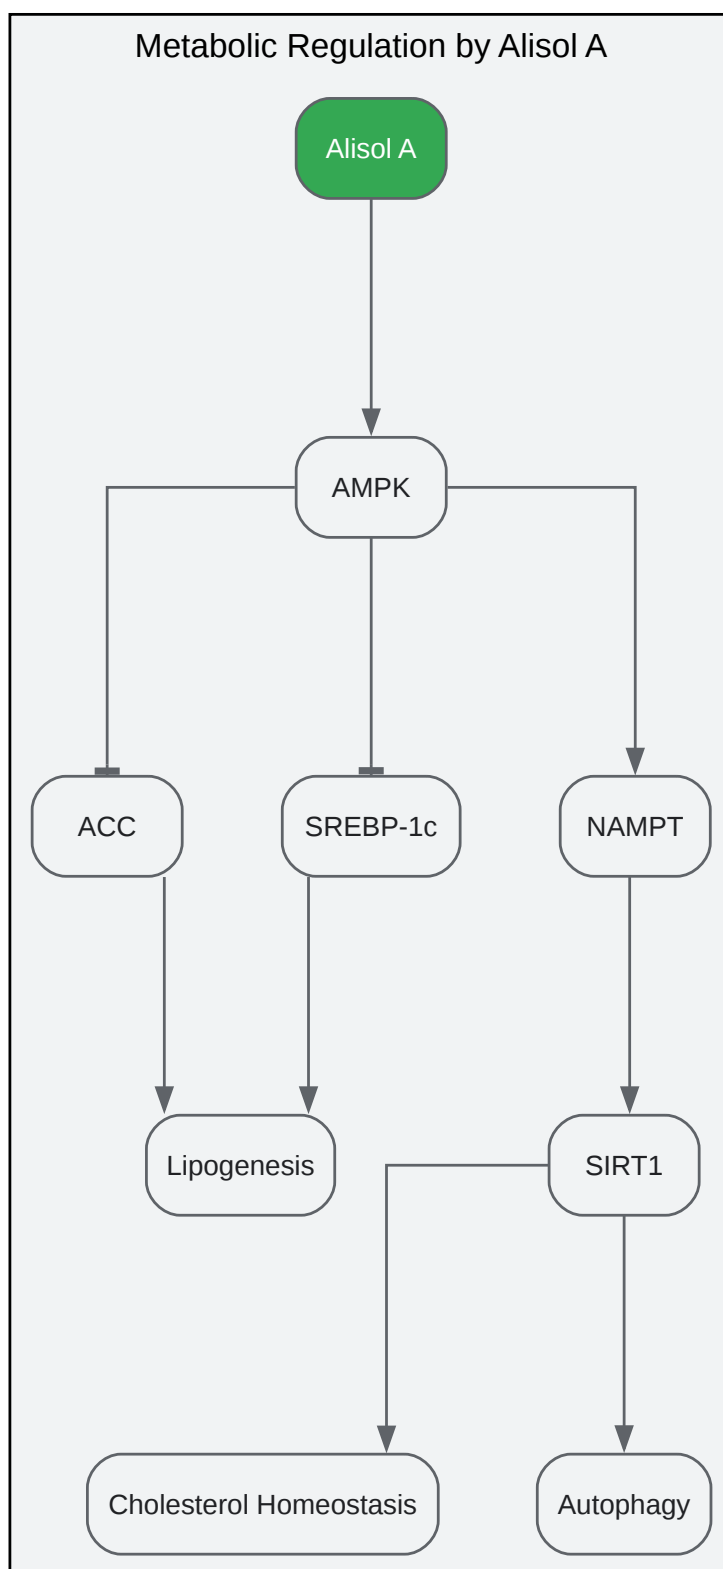 Metabolic Regulation by Alisol A
Alisol A
AMPK
ACC
SREBP-1c
NAMPT
Lipogenesis
SIRT1
Cholesterol Homeostasis
Autophagy